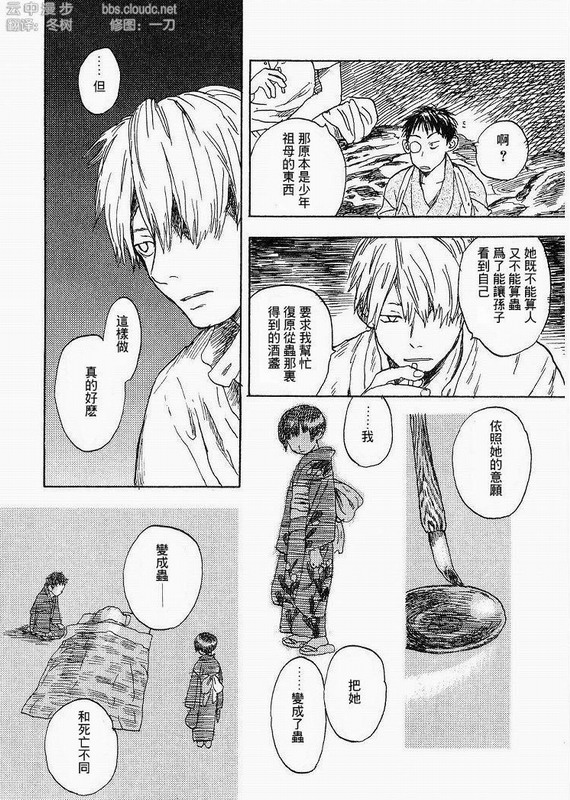 云中漫步 bbs.cloudc.net
翻译：冬树 修图：一刀
啊？
那原本是少年
祖母的東西
她既不能算人
又不能算蟲
爲了能讓孫子
看到自己
要求我幫忙
復原從蟲那裏
得到的酒盞
……但
這樣做
真的好麽
依照她的意願
……我
把她
……變成了蟲
變成蟲——
和死亡不同